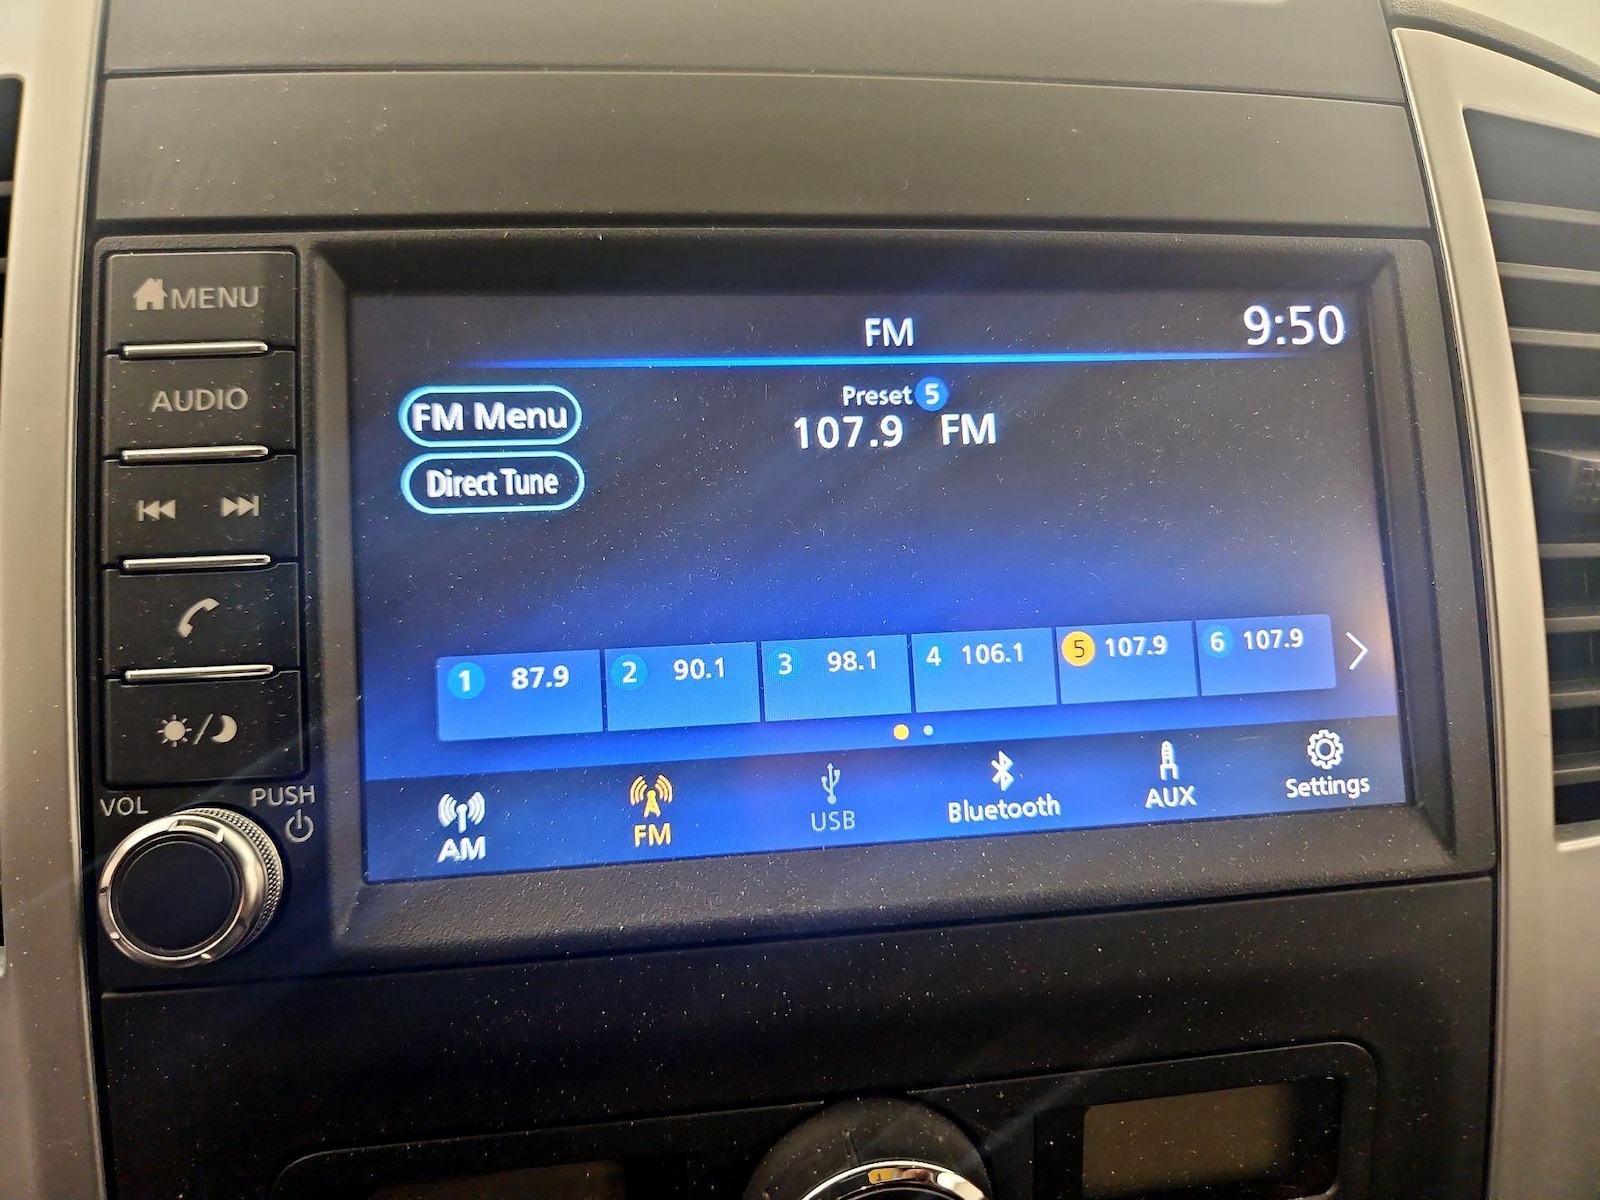 MENU
AUDIO
VOL
PUSH
FM
9:50
FM Menu
Direct Tune
Preset 5
107.9 FM
1 87.9 2 90.1 3 98.1 4 106.1 5 107.9 6 107.9
AM FM USB Bluetooth AUX Settings